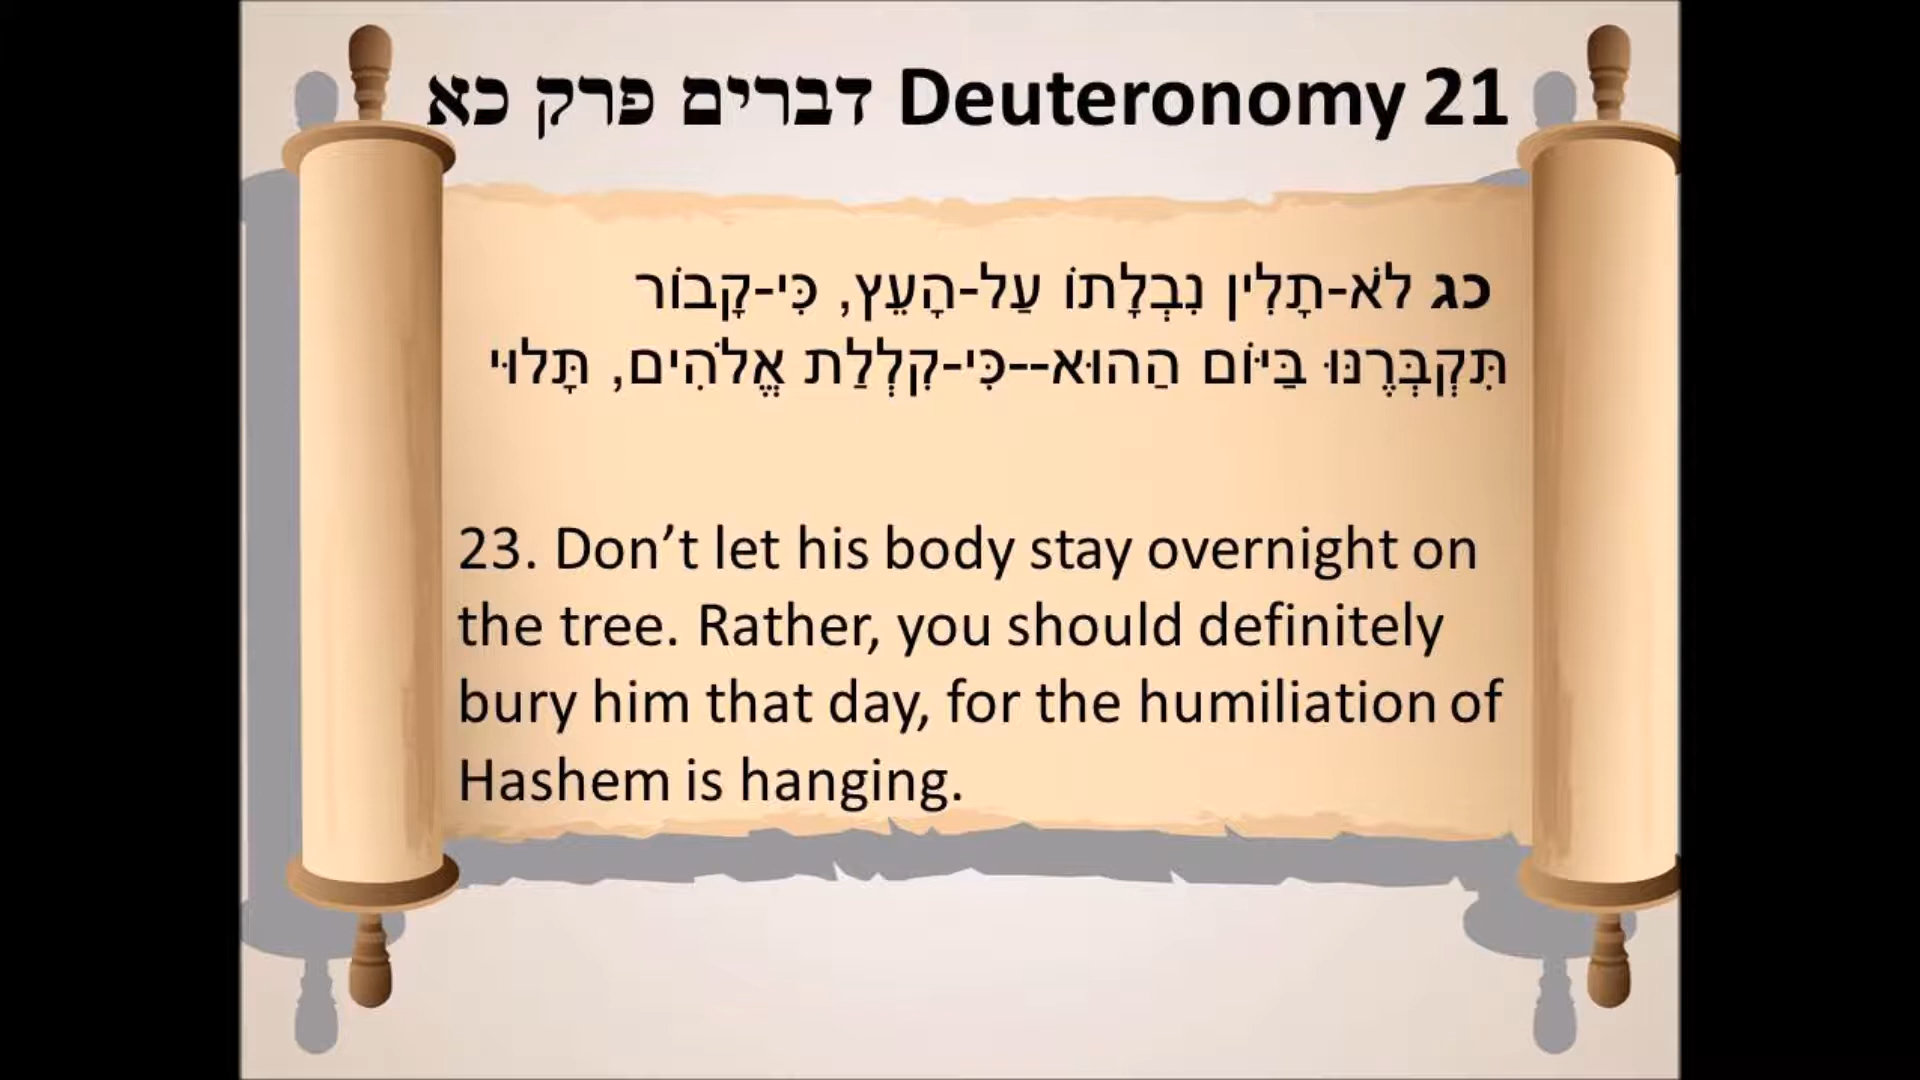 דברים פרק כא Deuteronomy 21
כג לֹא-תָלִין נִבְלָתוֹ עַל-הָעֵץ, כִּי-קָבוֹר
תִּקְבְּרֶנּוּ בַּיּוֹם הַהוּא--כִּי-קִלְלַת אֱלֹהִים, תָּלוּי
23. Don’t let his body stay overnight on
the tree. Rather, you should definitely
bury him that day, for the humiliation of
Hashem is hanging.